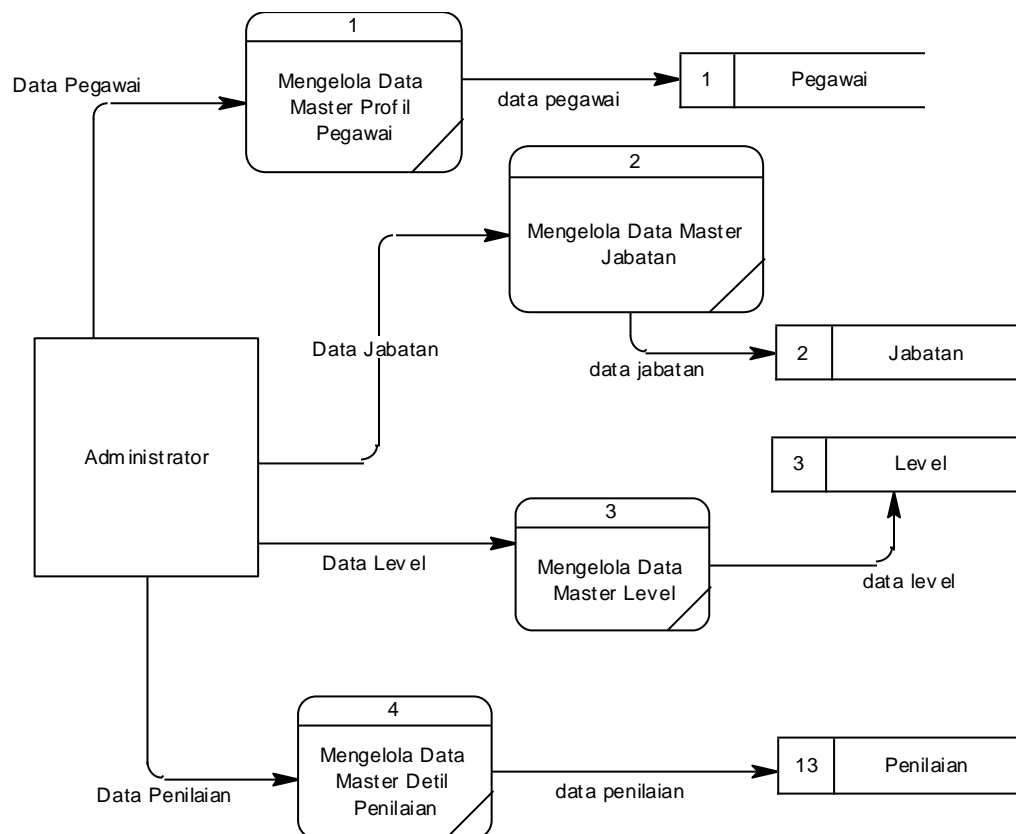 1
Mengelola Data
Master Profil
Pegawai
Data Pegawai
data pegawai
1
Pegawai
2
Mengelola Data Master
Jabatan
Data Jabatan
data jabatan
2
Jabatan
Administrator
3
Level
3
Mengelola Data
Master Level
Data Level
data level
4
Mengelola Data
Master Detil
Penilaian
Data Penilaian
data penilaian
13
Penilaian